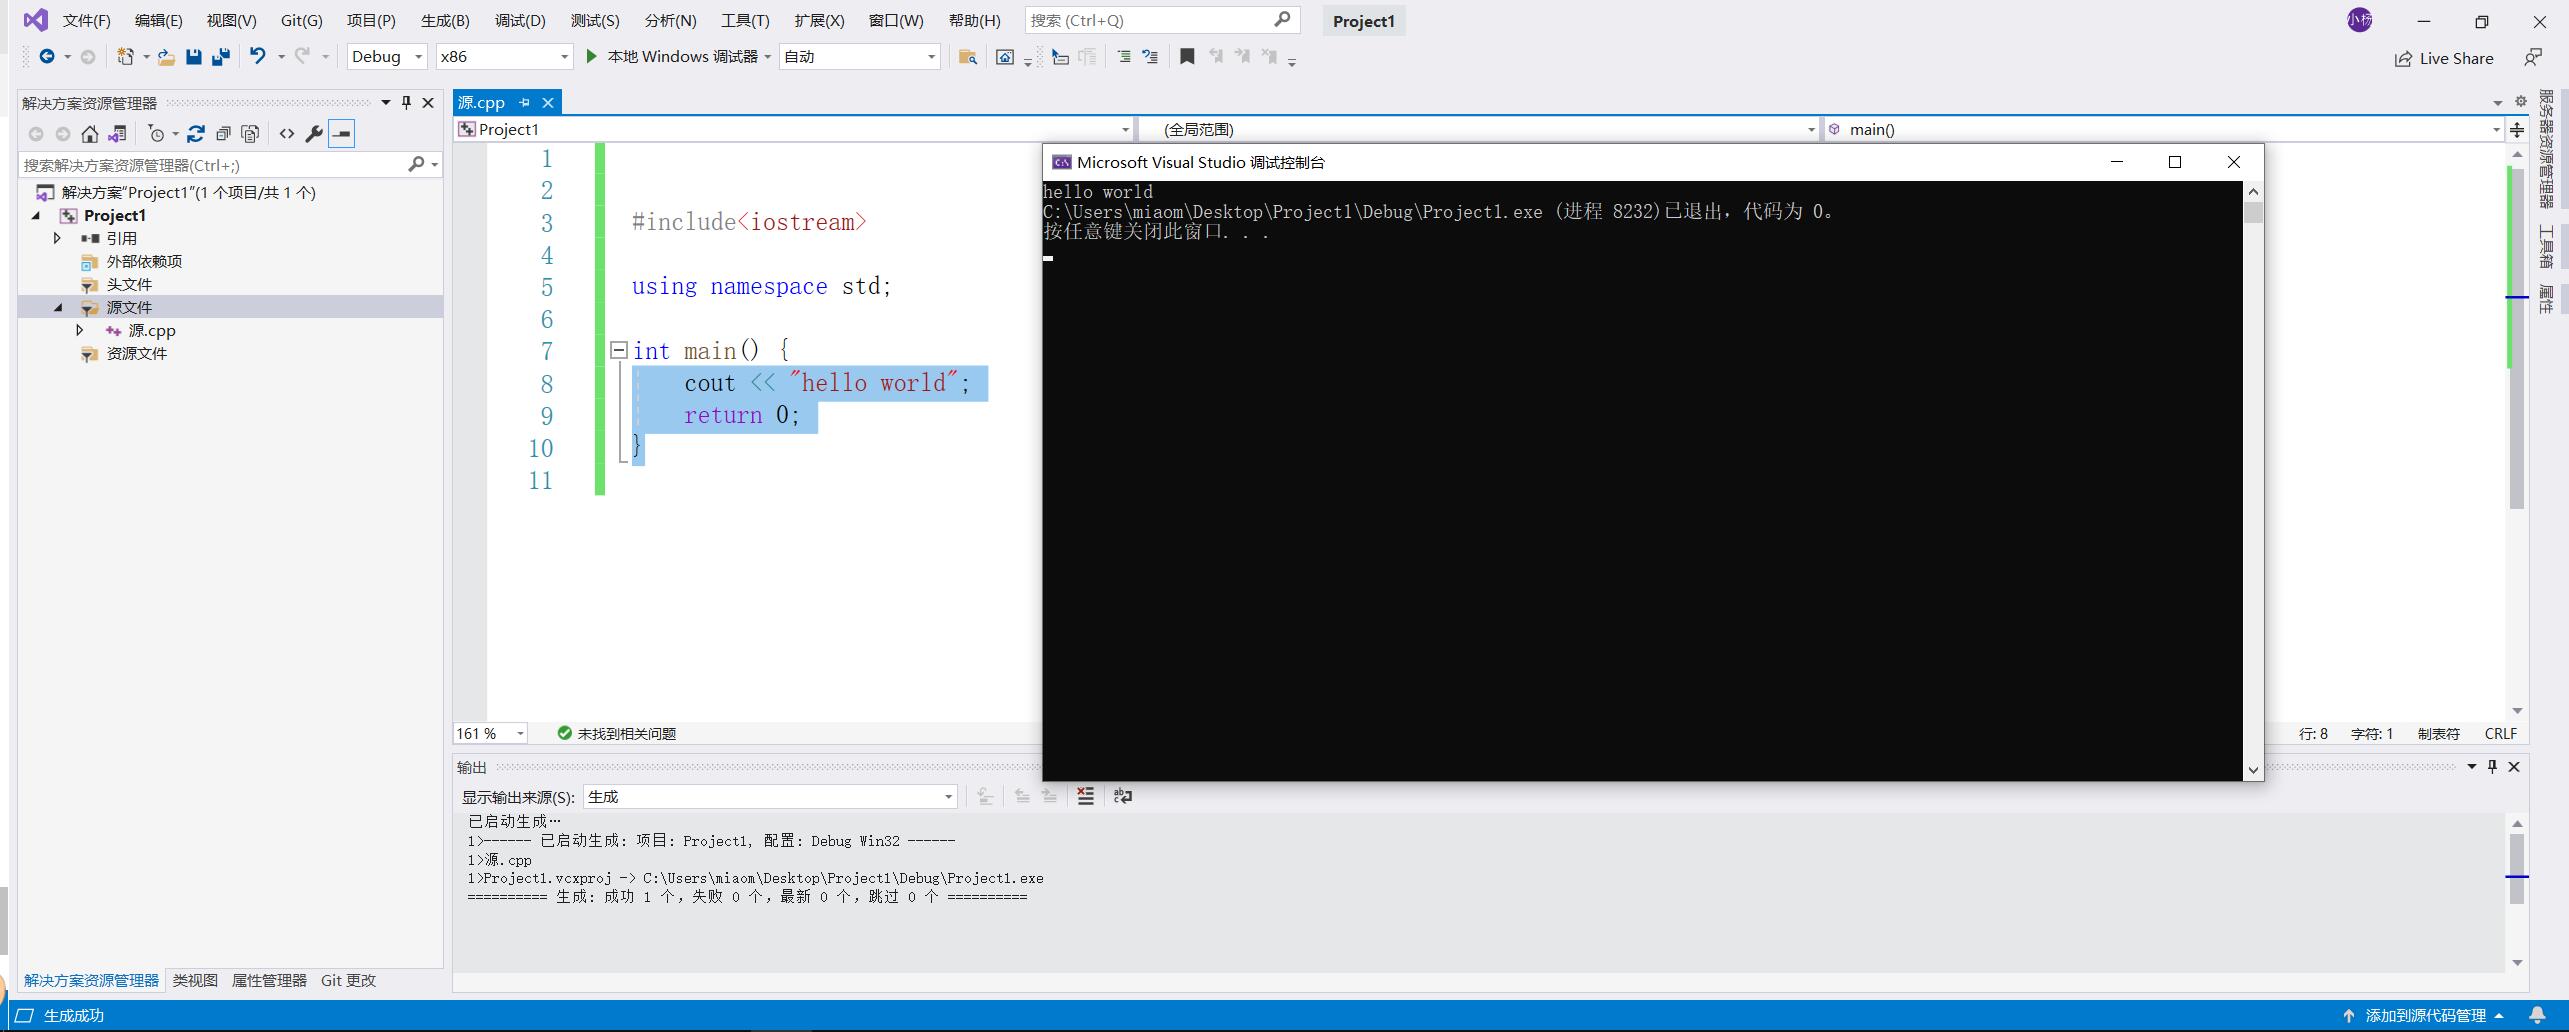 文件(F) 编辑(E) 视图(V) Git(G) 项目(P) 生成(B) 调试(D) 测试(S) 分析(N) 工具(T) 扩展(X) 窗口(W) 帮助(H) 搜索 (Ctrl+Q) Project1 小杨
Debug x86 本地 Windows 调试器 自动 Live Share
解决方案资源管理器
搜索解决方案资源管理器(Ctrl+;)
解决方案"Project1"(1 个项目/共 1 个)
Project1
引用
外部依赖项
头文件
源文件
源.cpp
资源文件
解决方案资源管理器 类视图 属性管理器 Git 更改
源.cpp
Project1 (全局范围) main()
1
2
3 #include<iostream>
4
5 using namespace std;
6
7 int main() {
8 cout << "hello world";
9 return 0;
10 }
11
161 % 未找到相关问题 行: 8 字符: 1 制表符 CRLF
Microsoft Visual Studio 调试控制台
hello world
C:\Users\miaom\Desktop\Project1\Debug\Project1.exe (进程 8232)已退出，代码为 0。
按任意键关闭此窗口. . .
服务器资源管理器
工具箱
属性
输出
显示输出来源(S): 生成
已启动生成…
1>------ 已启动生成: 项目: Project1, 配置: Debug Win32 ------
1>源.cpp
1>Project1.vcxproj -> C:\Users\miaom\Desktop\Project1\Debug\Project1.exe
========== 生成: 成功 1 个，失败 0 个，最新 0 个，跳过 0 个 ==========
生成成功 添加到源代码管理